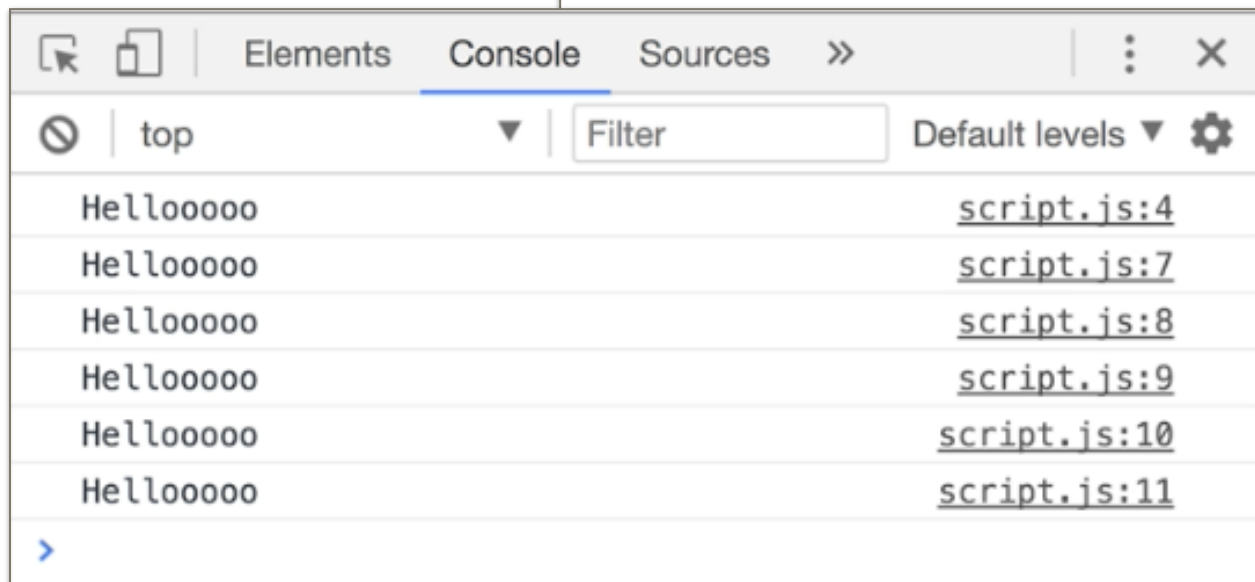 Elements Console Sources »
top Filter Default levels
Hellooooo script.js:4
Hellooooo script.js:7
Hellooooo script.js:8
Hellooooo script.js:9
Hellooooo script.js:10
Hellooooo script.js:11